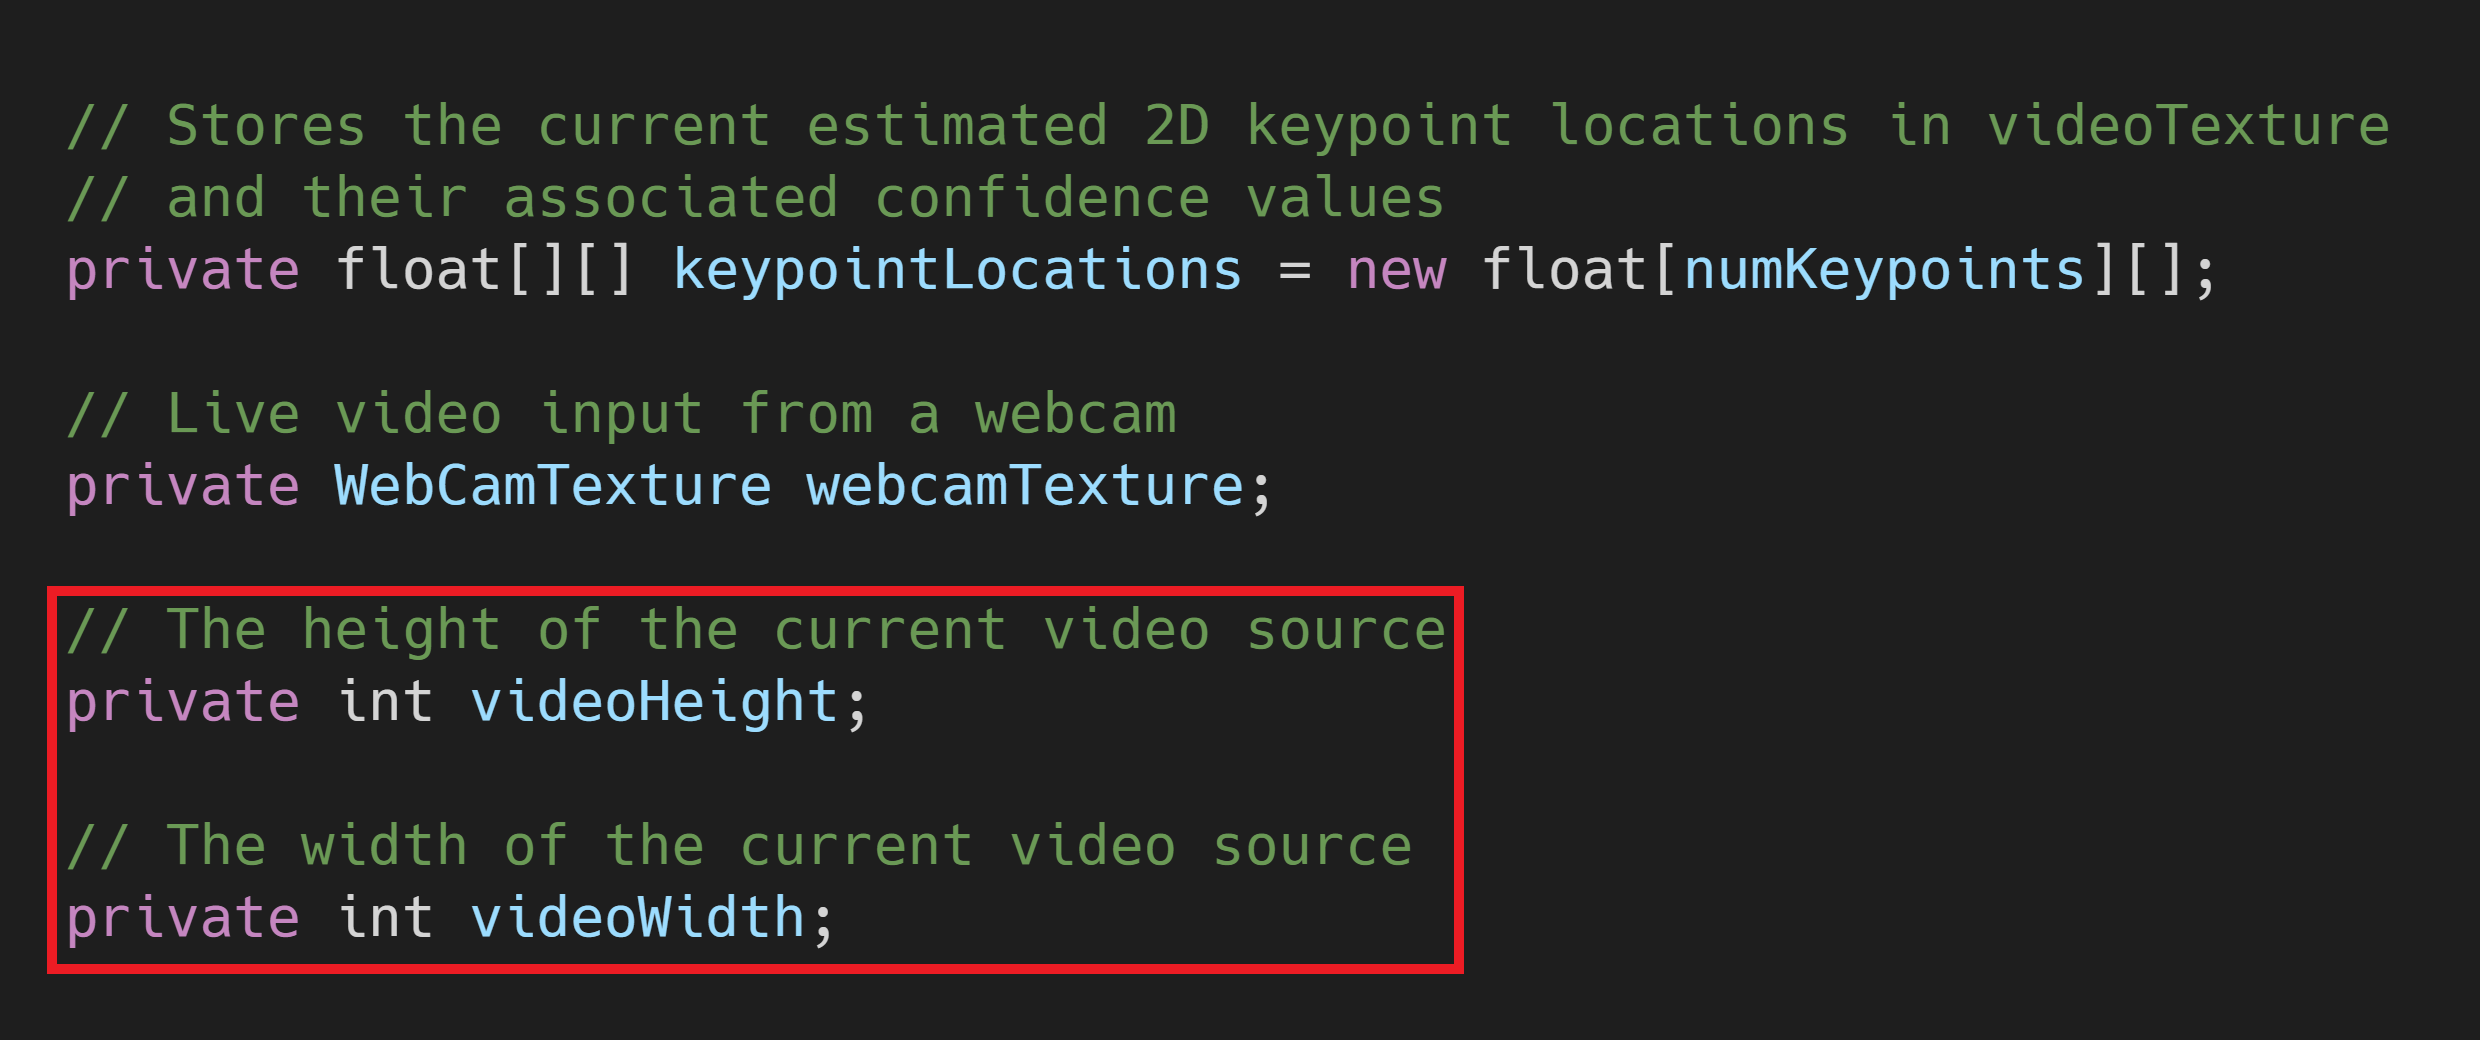 // Stores the current estimated 2D keypoint locations in videoTexture
// and their associated confidence values
private float[][] keypointLocations = new float[numKeypoints][];
// Live video input from a webcam
private WebCamTexture webcamTexture;
// The height of the current video source
private int videoHeight;
// The width of the current video source
private int videoWidth;